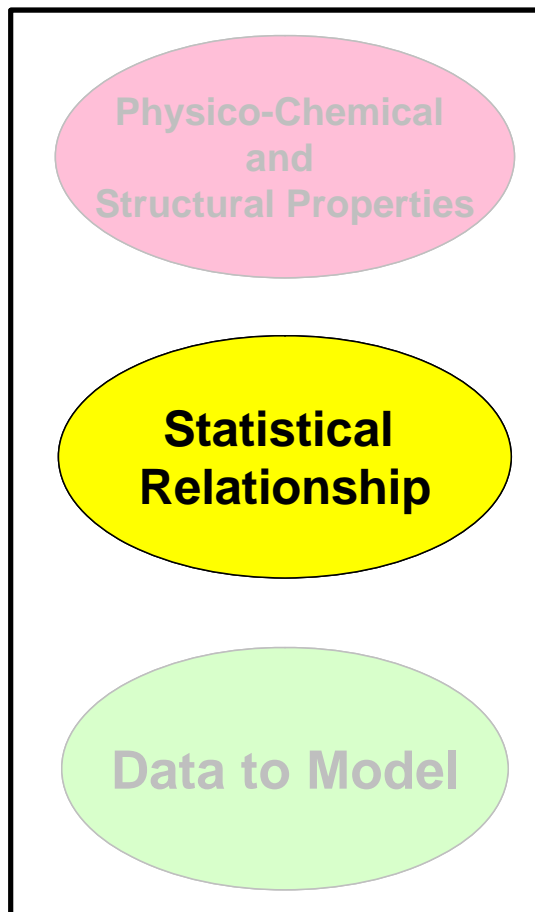 Physico-Chemical
and
Structural Properties
Statistical
Relationship
Data to Model